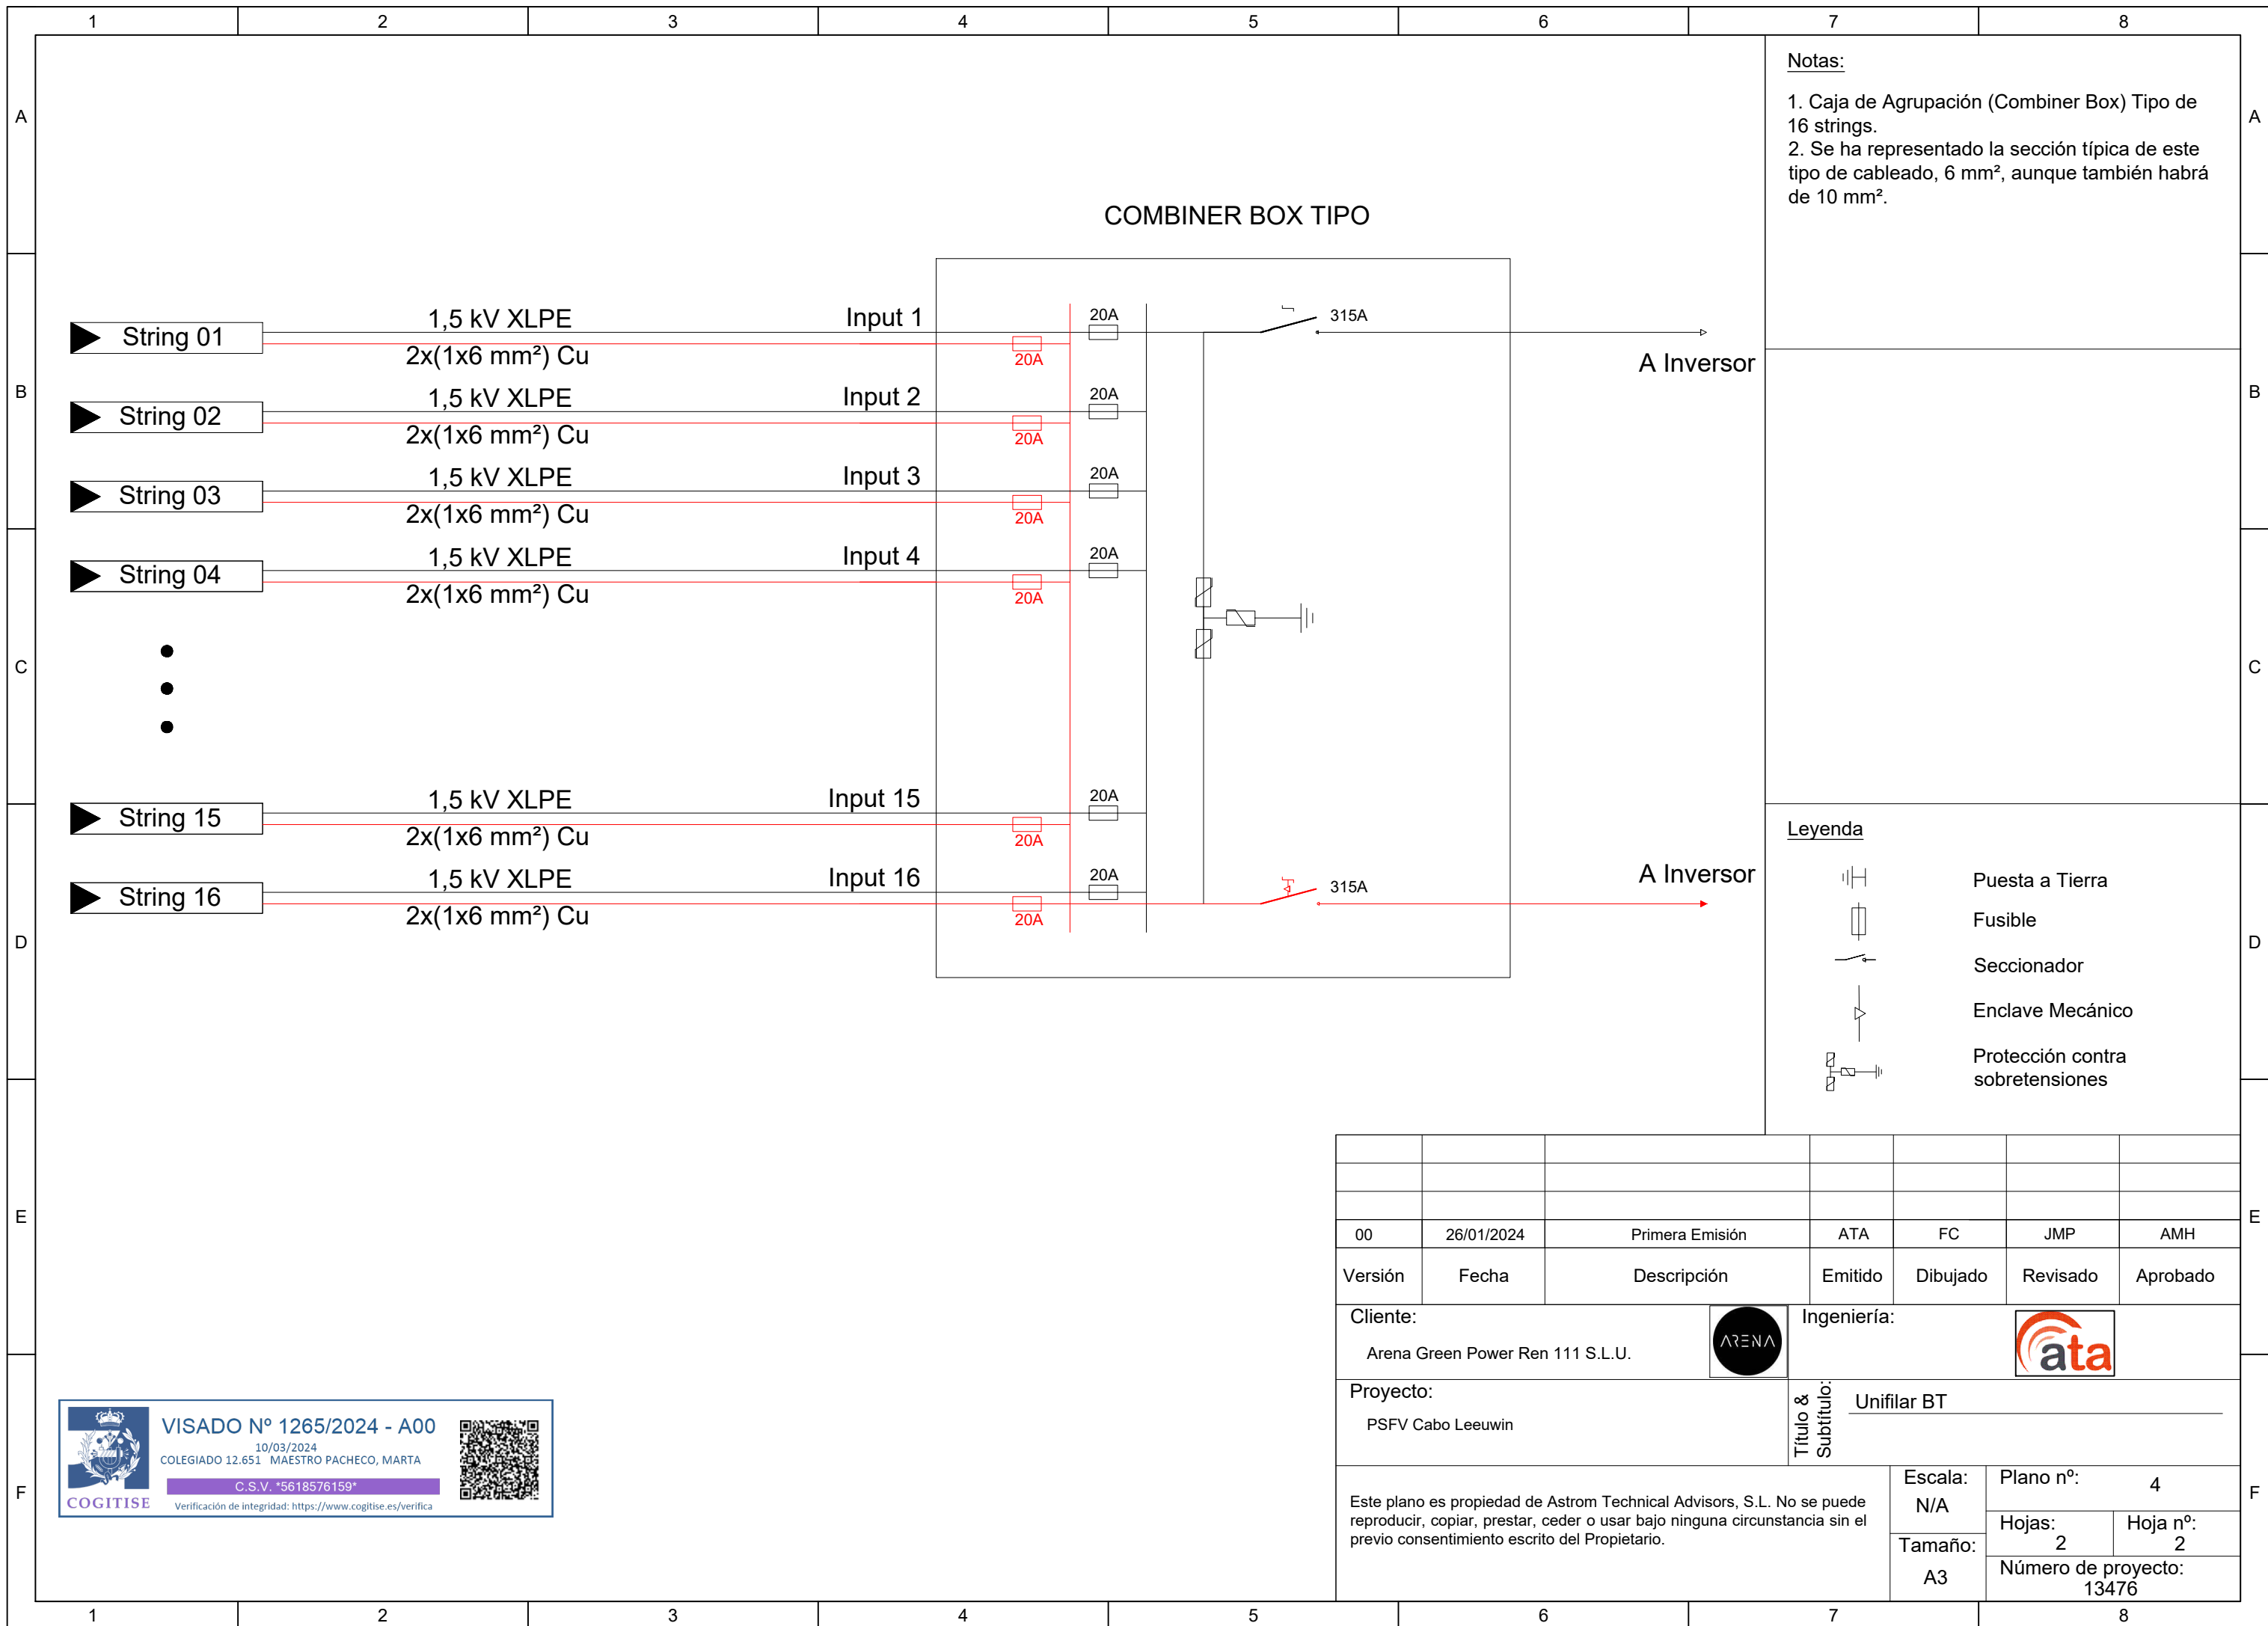 1 2 3 4 5 6 7 8
A A
B B
C C
D D
E E
F F
Notas:
1. Caja de Agrupación (Combiner Box) Tipo de
16 strings.
2. Se ha representado la sección típica de este
tipo de cableado, 6 mm², aunque también habrá
de 10 mm².
COMBINER BOX TIPO
String 01
1,5 kV XLPE
2x(1x6 mm²) Cu
Input 1
20A
20A
315A
A Inversor
String 02
1,5 kV XLPE
2x(1x6 mm²) Cu
Input 2
20A
20A
String 03
1,5 kV XLPE
2x(1x6 mm²) Cu
Input 3
20A
20A
String 04
1,5 kV XLPE
2x(1x6 mm²) Cu
Input 4
20A
20A
String 15
1,5 kV XLPE
2x(1x6 mm²) Cu
Input 15
20A
20A
String 16
1,5 kV XLPE
2x(1x6 mm²) Cu
Input 16
20A
20A
315A
A Inversor
Leyenda
Puesta a Tierra
Fusible
Seccionador
Enclave Mecánico
Protección contra
sobretensiones
00 26/01/2024 Primera Emisión ATA FC JMP AMH
Versión Fecha Descripción Emitido Dibujado Revisado Aprobado
Cliente:
Arena Green Power Ren 111 S.L.U.
ARENA
Ingeniería:
ata
Proyecto:
PSFV Cabo Leeuwin
Título &
Subtítulo:
Unifilar BT
Este plano es propiedad de Astrom Technical Advisors, S.L. No se puede
reproducir, copiar, prestar, ceder o usar bajo ninguna circunstancia sin el
previo consentimiento escrito del Propietario.
Escala:
N/A
Tamaño:
A3
Plano nº:
4
Hojas:
2
Hoja nº:
2
Número de proyecto:
13476
VISADO Nº 1265/2024 - A00
10/03/2024
COLEGIADO 12.651 MAESTRO PACHECO, MARTA
C.S.V. *5618576159*
Verificación de integridad: https://www.cogitise.es/verifica
COGITISE
1 2 3 4 5 6 7 8